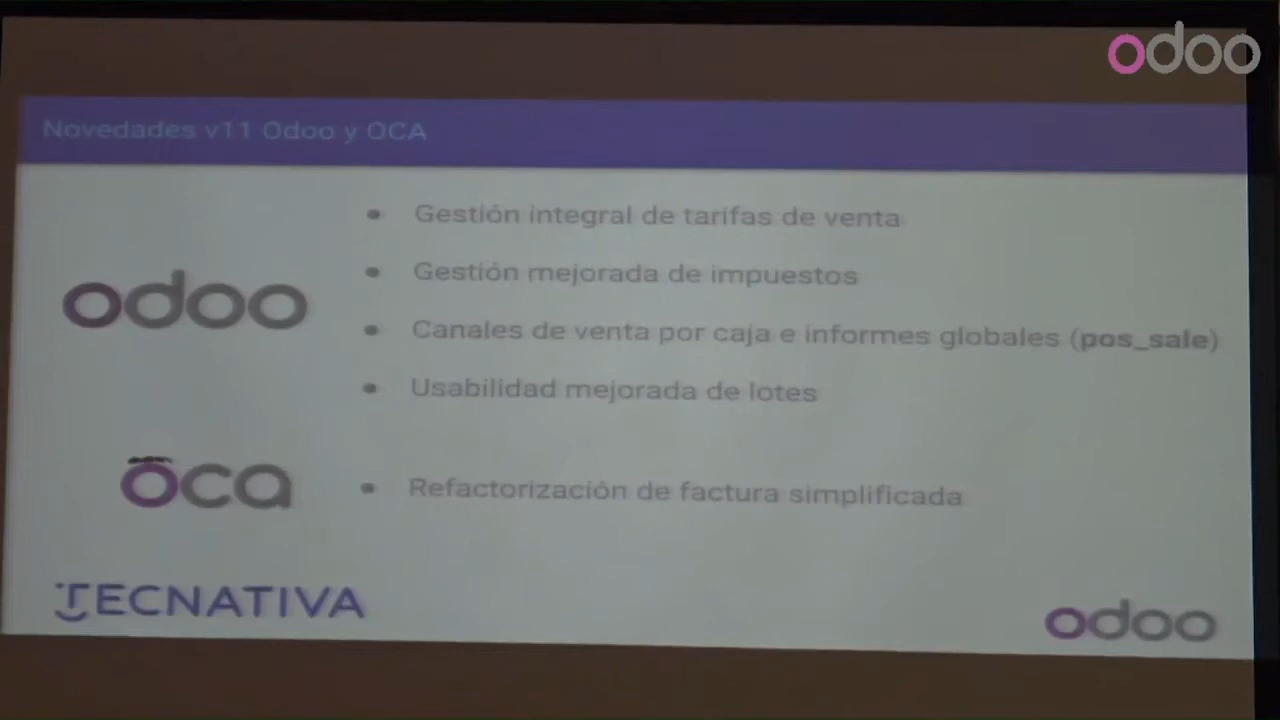 odoo
Novedades v11 Odoo y OCA
odoo
• Gestión integral de tarifas de venta
• Gestión mejorada de impuestos
• Canales de venta por caja e informes globales (pos_sale)
• Usabilidad mejorada de lotes
oca
• Refactorización de factura simplificada
TECNATIVA
odoo